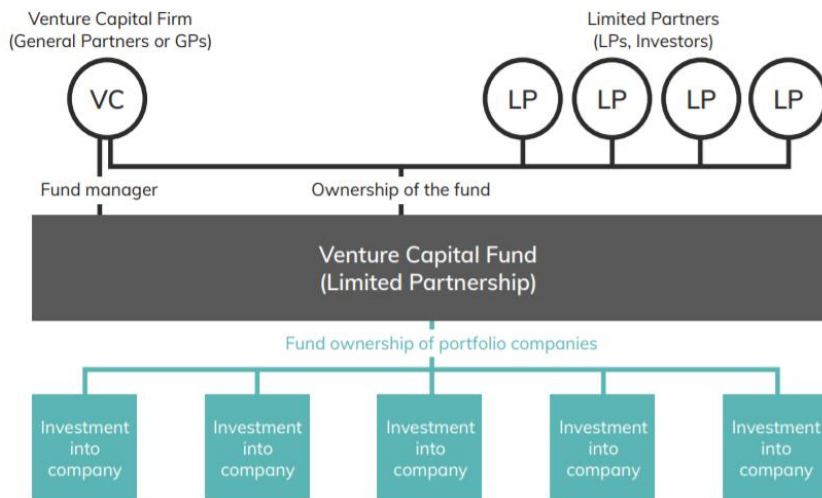 Venture Capital Firm
(General Partners or GPs)
Limited Partners
(LPs, Investors)
VC
LP
LP
LP
LP
Fund manager
Ownership of the fund
Venture Capital Fund
(Limited Partnership)
Fund ownership of portfolio companies
Investment
into
company
Investment
into
company
Investment
into
company
Investment
into
company
Investment
into
company